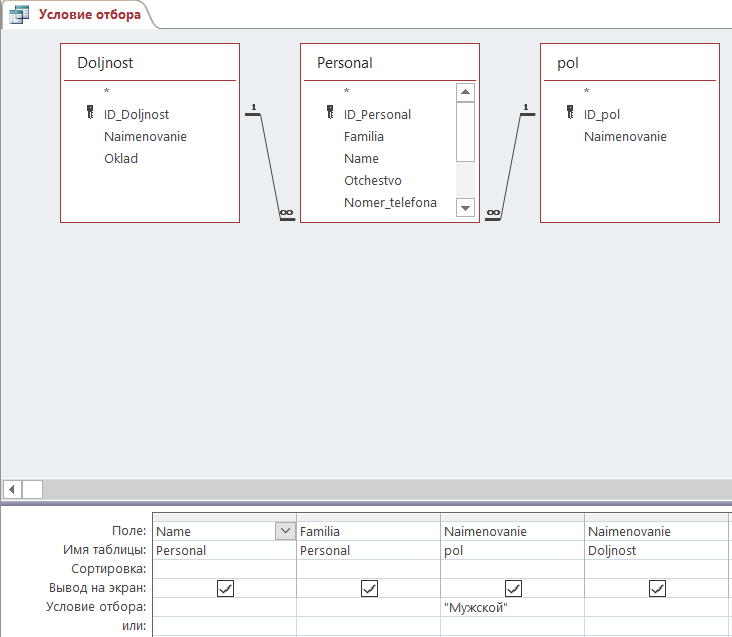 Условие отбора
Doljnost
*
ID_Doljnost
Naimenovanie
Oklad
1
∞
Personal
*
ID_Personal
Familia
Name
Otchestvo
Nomer_telefona
1
∞
pol
*
ID_pol
Naimenovanie
Поле: Name Familia Naimenovanie Naimenovanie
Имя таблицы: Personal Personal pol Doljnost
Сортировка:
Вывод на экран:
Условие отбора: "Мужской"
или: